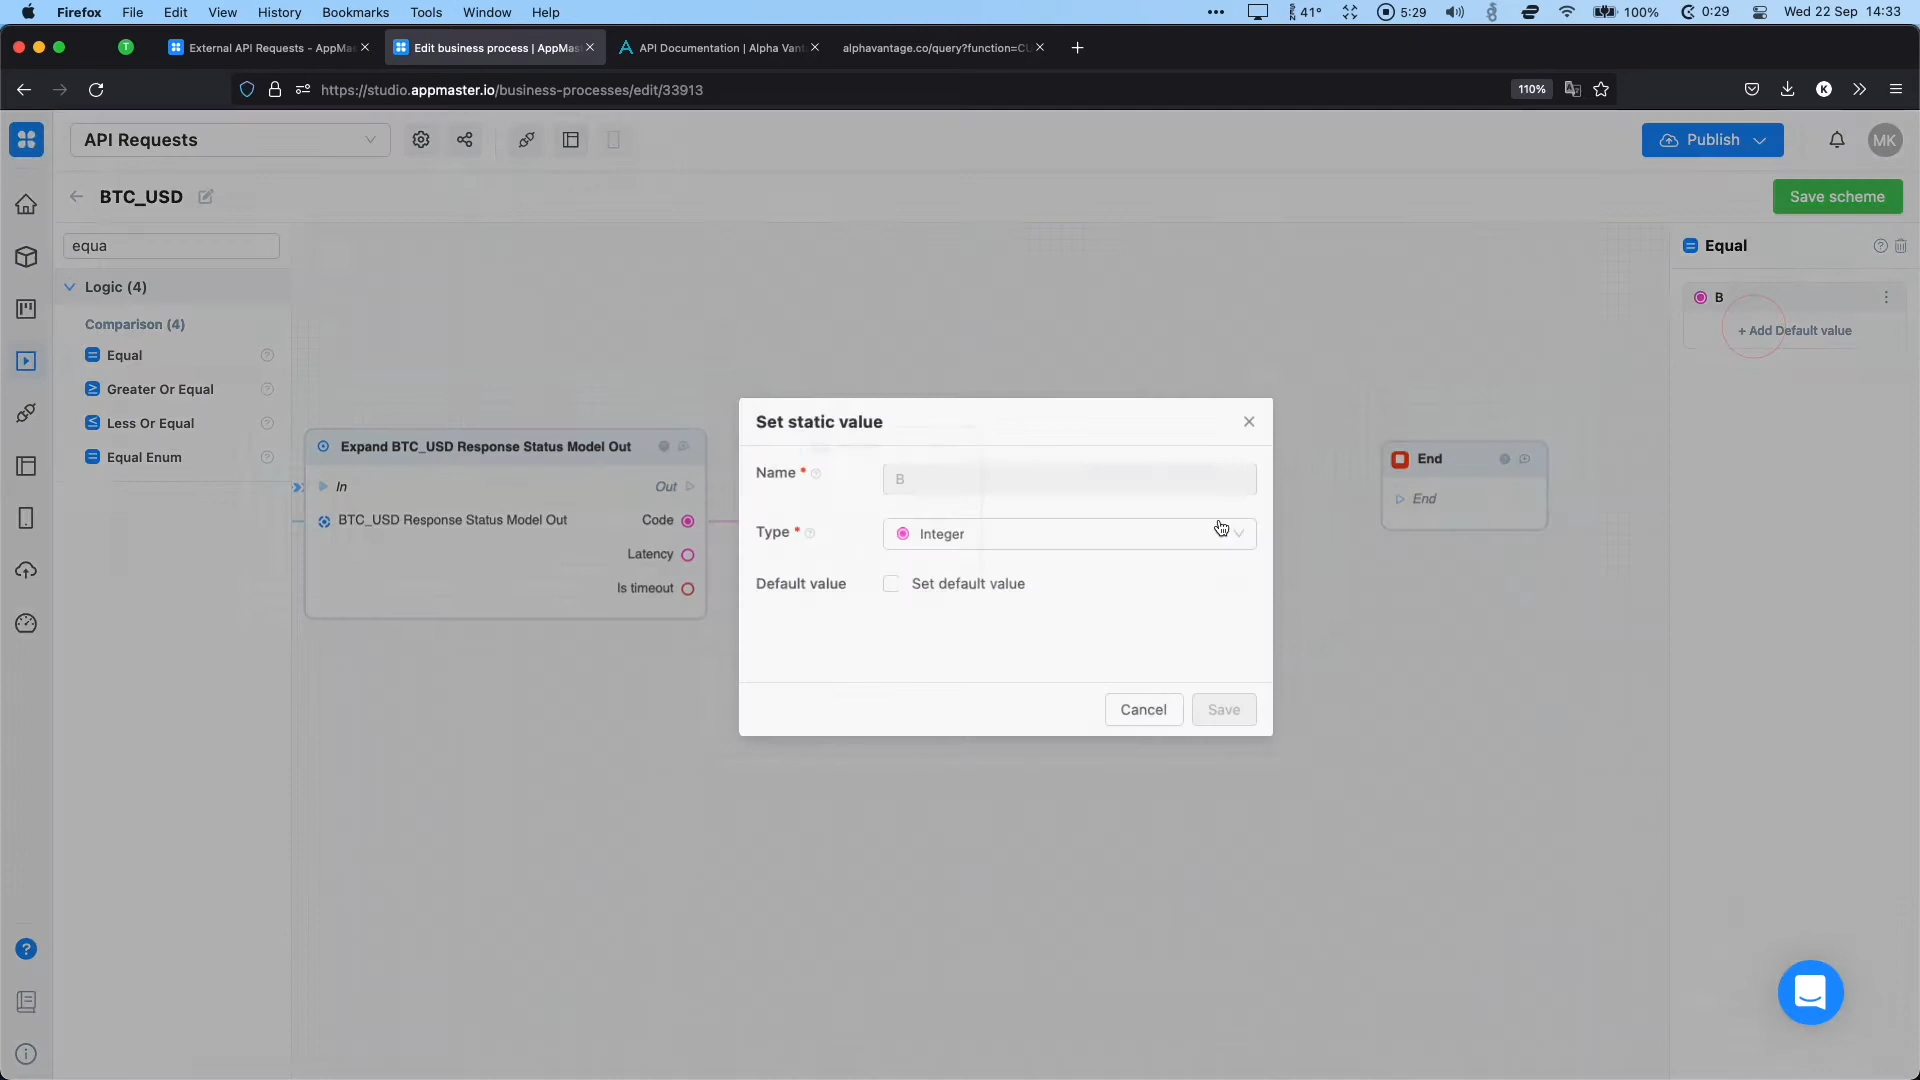 Firefox File Edit View History Bookmarks Tools Window Help ••• 41° 5:29 100% 0:29 Wed 22 Sep 14:33
T External API Requests - AppMa Edit business process | AppMas API Documentation | Alpha Van alphavantage.co/query?function=CU
https://studio.appmaster.io/business-processes/edit/33913 110% K
API Requests Publish MK
BTC_USD Save scheme
equa
Equal
Logic (4)
B
Comparison (4)
+ Add Default value
Equal
Greater Or Equal
Less Or Equal
Equal Enum
Expand BTC_USD Response Status Model Out
In Out
BTC_USD Response Status Model Out Code
Latency
Is timeout
Set static value
Name * B
Type * Integer
Default value Set default value
Cancel Save
End
End